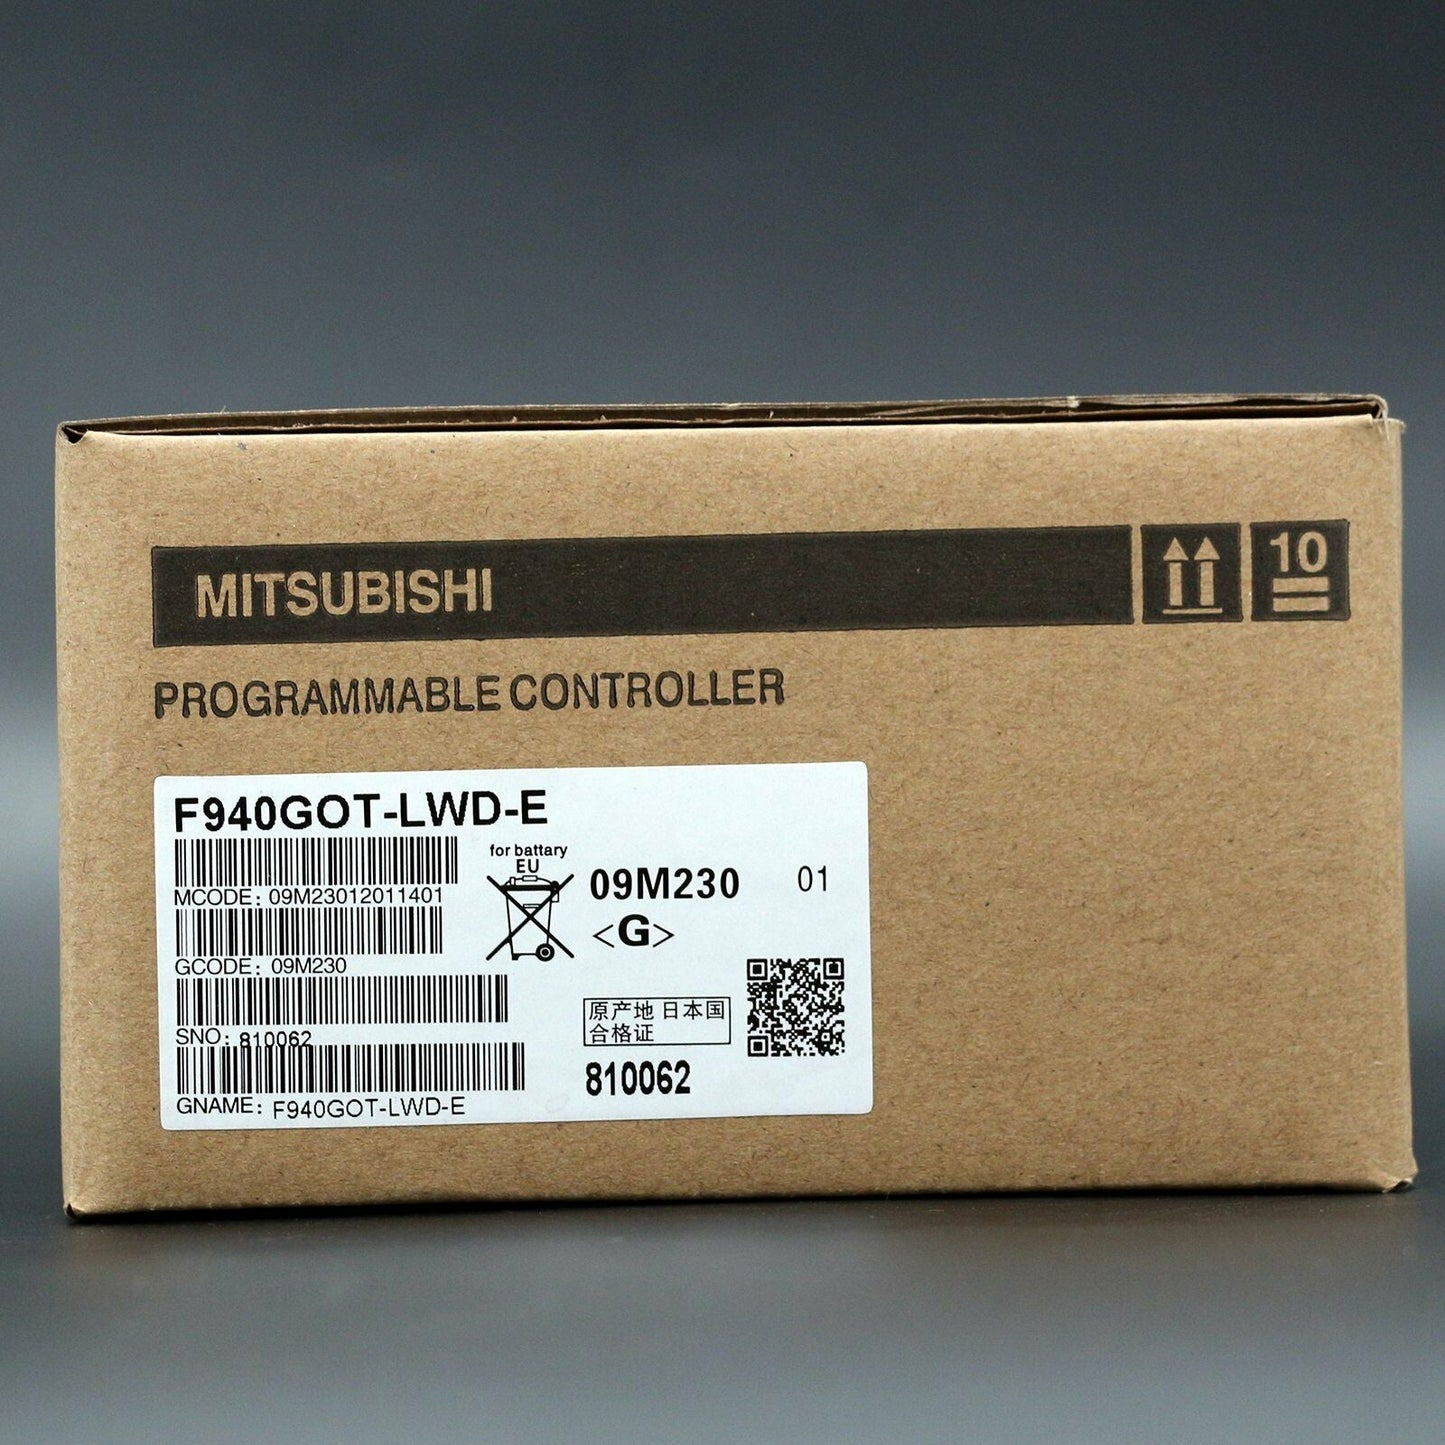 MITSUBISHI
10
PROGRAMMABLE CONTROLLER
F940GOT-LWD-E
for battary
EU
MCODE: 09M23012011401
09M230
01
<G>
GCODE: 09M230
原产地 日本国
合格证
SNO: 810062
810062
GNAME: F940GOT-LWD-E